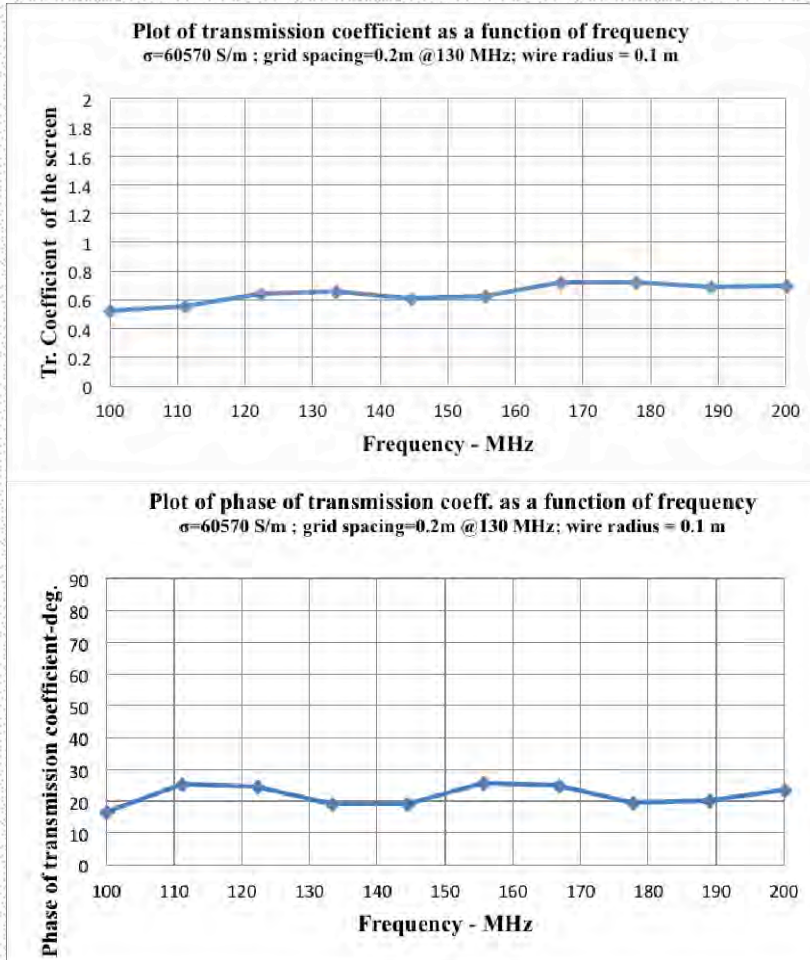 Plot of transmission coefficient as a function of frequency
σ=60570 S/m ; grid spacing=0.2m @130 MHz; wire radius = 0.1 m
Tr. Coefficient of the screen
2
1.8
1.6
1.4
1.2
1
0.8
0.6
0.4
0.2
0
100 110 120 130 140 150 160 170 180 190 200
Frequency - MHz
Plot of phase of transmission coeff. as a function of frequency
σ=60570 S/m ; grid spacing=0.2m @130 MHz; wire radius = 0.1 m
Phase of transmission coefficient-deg.
90
80
70
60
50
40
30
20
10
0
100 110 120 130 140 150 160 170 180 190 200
Frequency - MHz